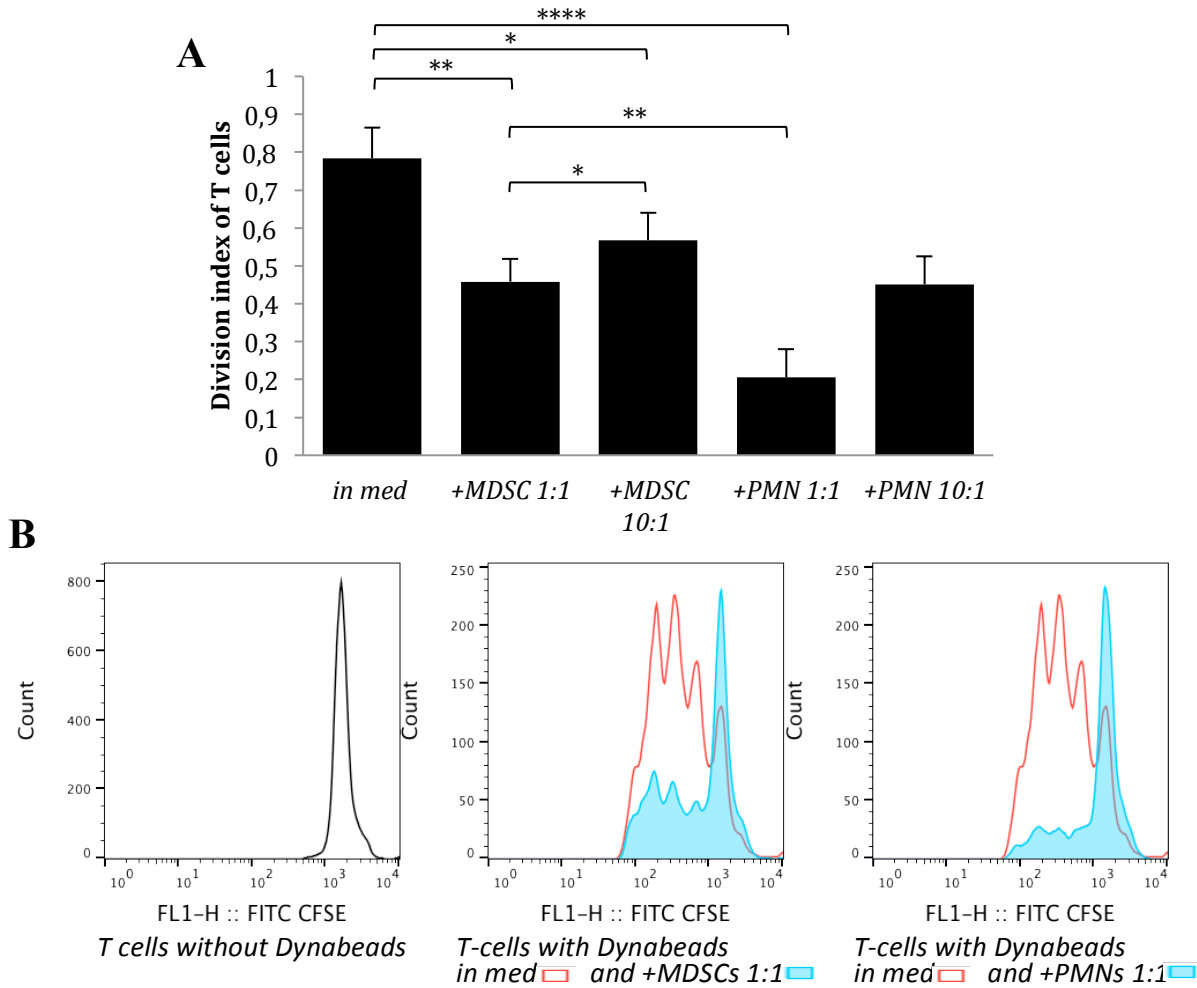 A
****
*
**
**
*
Division index of T cells
1
0,9
0,8
0,7
0,6
0,5
0,4
0,3
0,2
0,1
0
in med
+MDSC 1:1
+MDSC
10:1
+PMN 1:1
+PMN 10:1
B
Count
800
600
400
200
0
10^0 10^1 10^2 10^3 10^4
FL1-H :: FITC CFSE
T cells without Dynabeads
Count
250
200
150
100
50
0
10^0 10^1 10^2 10^3 10^4
FL1-H :: FITC CFSE
T-cells with Dynabeads
in med and +MDSCs 1:1
Count
250
200
150
100
50
0
10^0 10^1 10^2 10^3 10^4
FL1-H :: FITC CFSE
T-cells with Dynabeads
in med and +PMNs 1:1